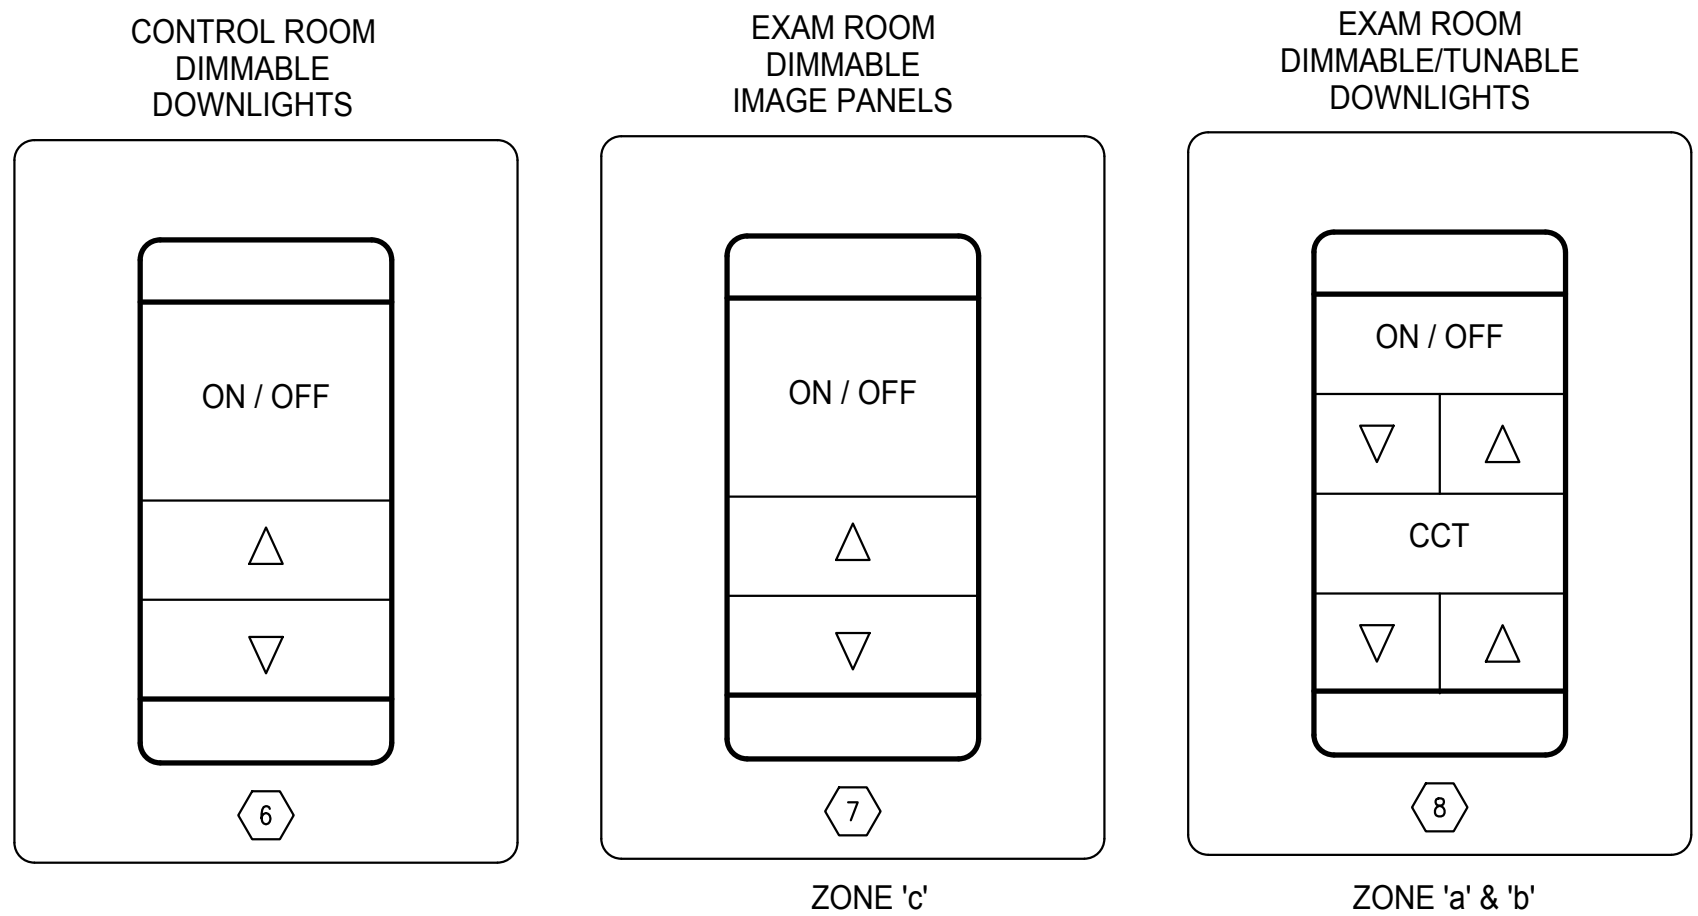 CONTROL ROOM
DIMMABLE
DOWNLIGHTS
ON / OFF
6
EXAM ROOM
DIMMABLE
IMAGE PANELS
ON / OFF
7
ZONE 'c'
EXAM ROOM
DIMMABLE/TUNABLE
DOWNLIGHTS
ON / OFF
CCT
8
ZONE 'a' & 'b'